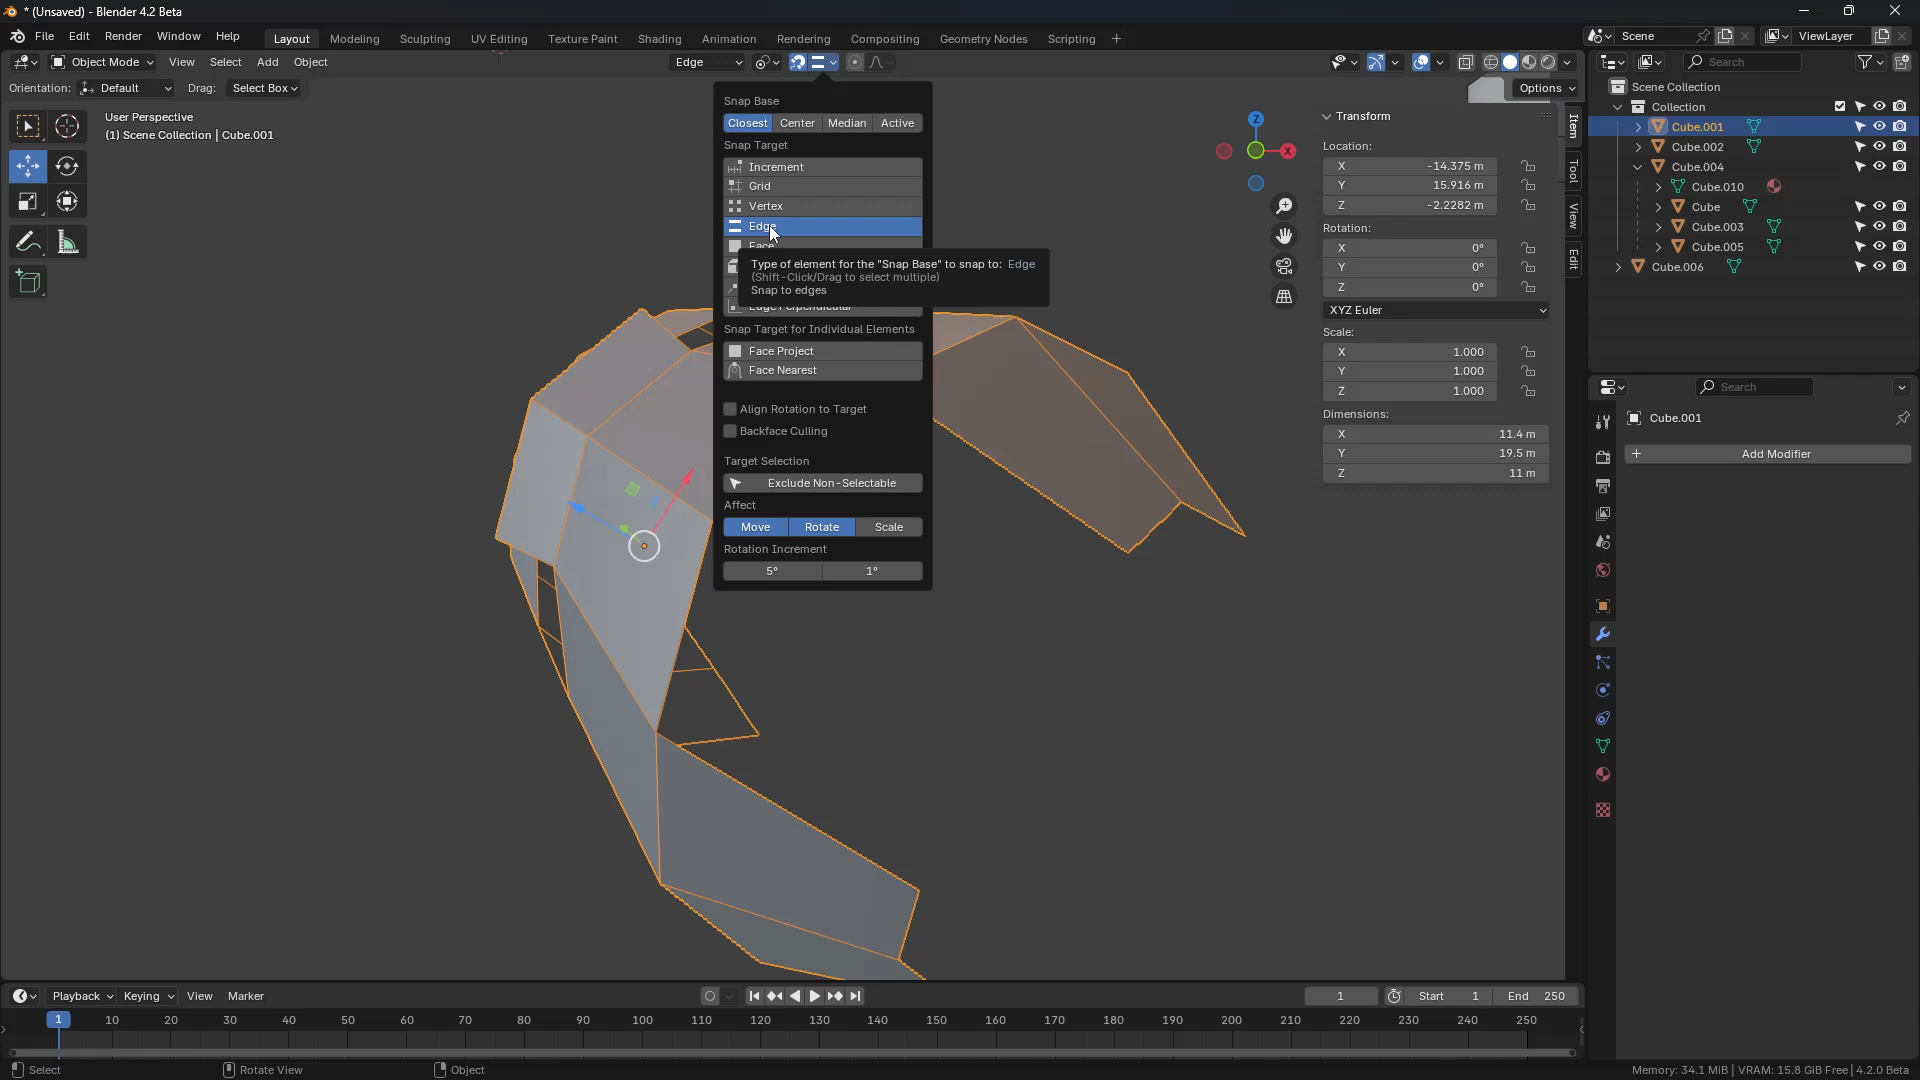 * (Unsaved) - Blender 4.2 Beta
File Edit Render Window Help
Layout Modeling Sculpting UV Editing Texture Paint Shading Animation Rendering Compositing Geometry Nodes Scripting +
Scene
ViewLayer
Object Mode View Select Add Object
Edge
Search
Orientation: Default Drag: Select Box
Options
User Perspective
(1) Scene Collection | Cube.001
Snap Base
Closest Center Median Active
Snap Target
Increment
Grid
Vertex
Edge
Face
Type of element for the "Snap Base" to snap to: Edge
(Shift-Click/Drag to select multiple)
Snap to edges
Edge Perpendicular
Snap Target for Individual Elements
Face Project
Face Nearest
Align Rotation to Target
Backface Culling
Target Selection
Exclude Non-Selectable
Affect
Move Rotate Scale
Rotation Increment
5° 1°
Z
X
Transform
Location:
X -14.375 m
Y 15.916 m
Z -2.2282 m
Rotation:
X 0°
Y 0°
Z 0°
XYZ Euler
Scale:
X 1.000
Y 1.000
Z 1.000
Dimensions:
X 11.4 m
Y 19.5 m
Z 11 m
Item
Tool
View
Edit
Scene Collection
Collection
Cube.001
Cube.002
Cube.004
Cube.010
Cube
Cube.003
Cube.005
Cube.006
Search
Cube.001
+ Add Modifier
Playback Keying View Marker
1
Start 1
End 250
1 10 20 30 40 50 60 70 80 90 100 110 120 130 140 150 160 170 180 190 200 210 220 230 240 250
Select
Rotate View
Object
Memory: 34.1 MiB | VRAM: 15.8 GiB Free | 4.2.0 Beta